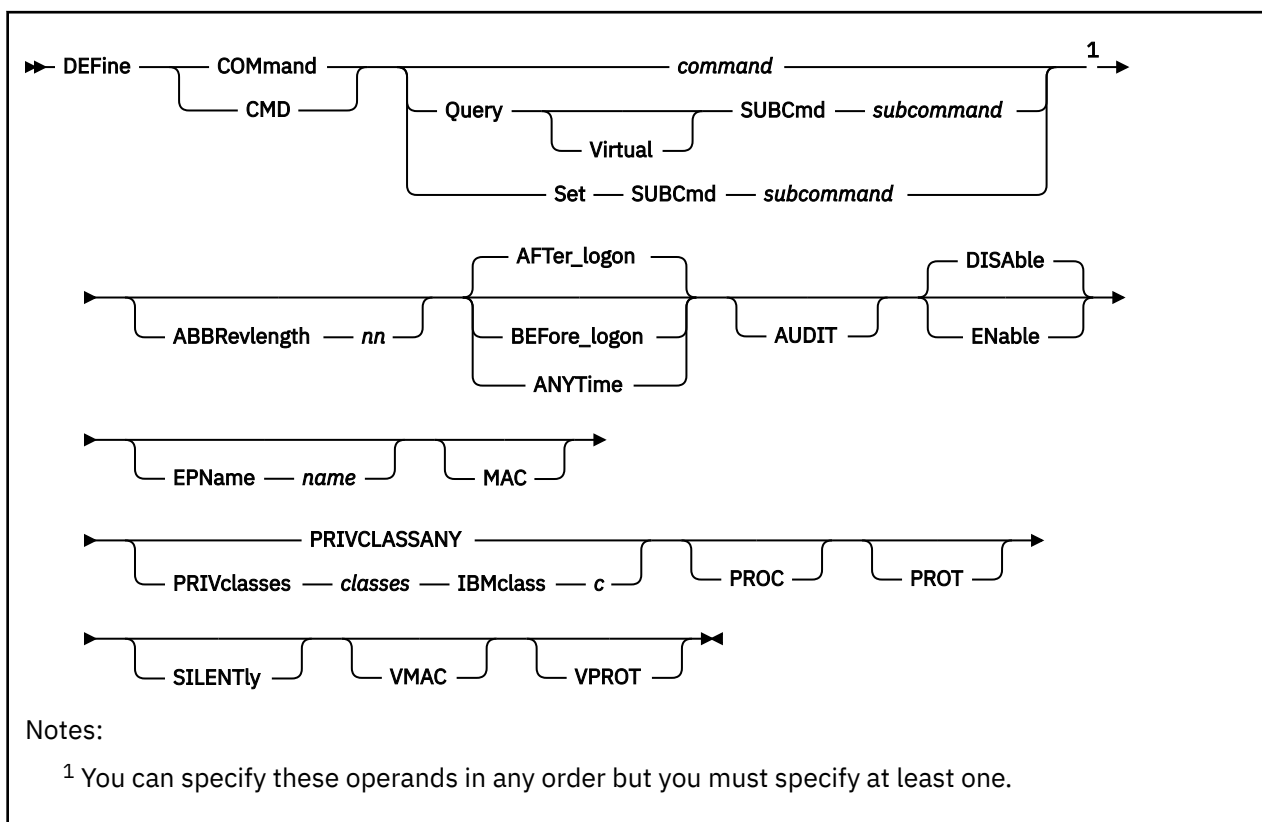 DEFine COMmand command 1
CMD Query SUBCmd subcommand
Virtual
Set SUBCmd subcommand
AFTer_logon DISAble
ABBRevlength nn BEFore_logon AUDIT ENable
ANYTime
EPName name MAC
PRIVCLASSANY
PRIVclasses classes IBMclass c PROC PROT
SILENTly VMAC VPROT
Notes:
1 You can specify these operands in any order but you must specify at least one.